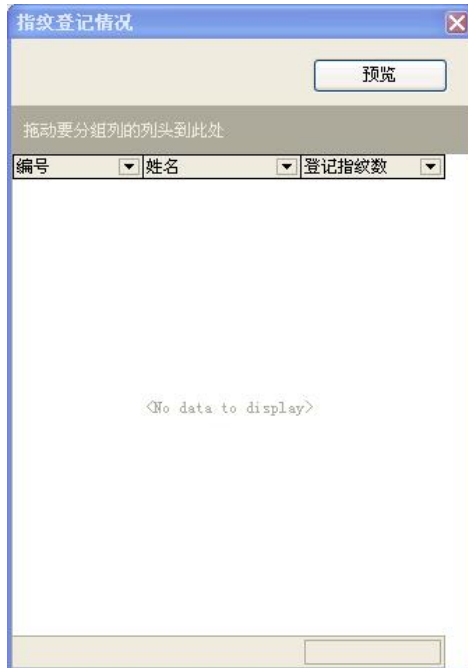 指纹登记情况
预览
拖动要分组列的列头到此处
编号 姓名 登记指纹数
<No data to display>